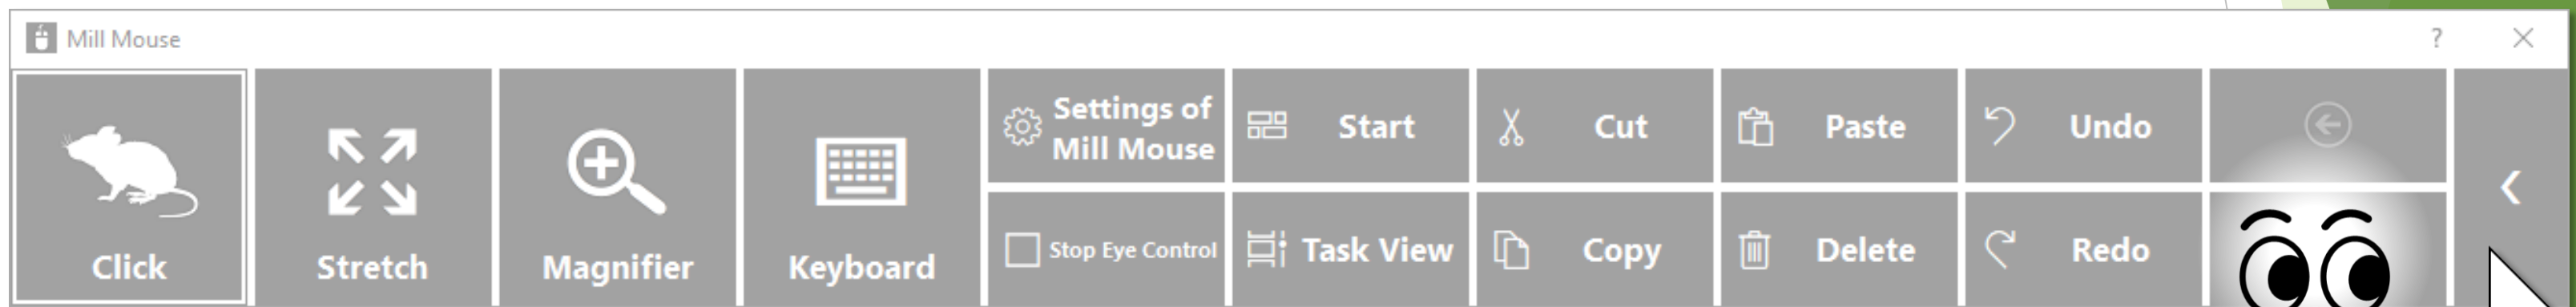 Mill Mouse
?
Click
Stretch
Magnifier
Keyboard
Settings of
Mill Mouse
Start
Cut
Paste
Undo
Stop Eye Control
Task View
Copy
Delete
Redo